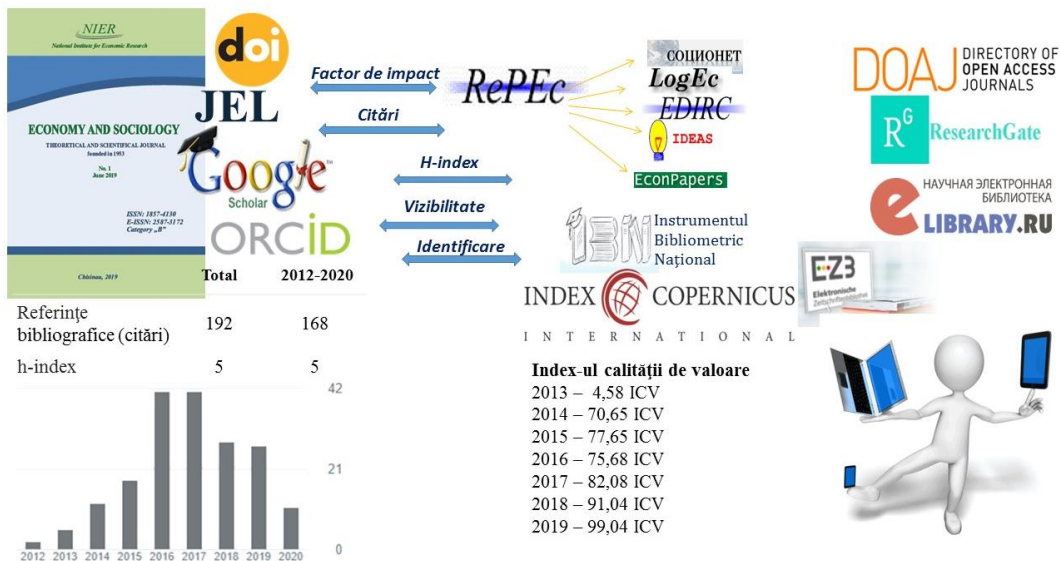 NIER
National Institute for Economic Research
ECONOMY AND SOCIOLOGY
THEORETICAL AND SCIENTIFIC JOURNAL
founded in 1953
No. 1
June 2019
ISSN: 1857-4130
E-ISSN: 2587-3172
Category „B”
Chisinau, 2019
doi
JEL
Google
TM
Scholar
ORCiD
Factor de impact
Citări
H-index
Vizibilitate
Identificare
RePEc
СОЦИОНЕТ
LogEc
EDIRC
IDEAS
EconPapers
IBN
Instrumentul
Bibliometric
Naţional
INDEX COPERNICUS
INTERNATIONAL
DOAJ
DIRECTORY OF
OPEN ACCESS
JOURNALS
RG
ResearchGate
НАУЧНАЯ ЭЛЕКТРОННАЯ
БИБЛИОТЕКА
eLIBRARY.RU
EZB
Elektronische
Zeitschriftenbibliothek
Total 2012-2020
Referinţe
bibliografice (citări) 192 168
h-index 5 5
42
21
0
2012 2013 2014 2015 2016 2017 2018 2019 2020
Index-ul calităţii de valoare
2013 – 4,58 ICV
2014 – 70,65 ICV
2015 – 77,65 ICV
2016 – 75,68 ICV
2017 – 82,08 ICV
2018 – 91,04 ICV
2019 – 99,04 ICV